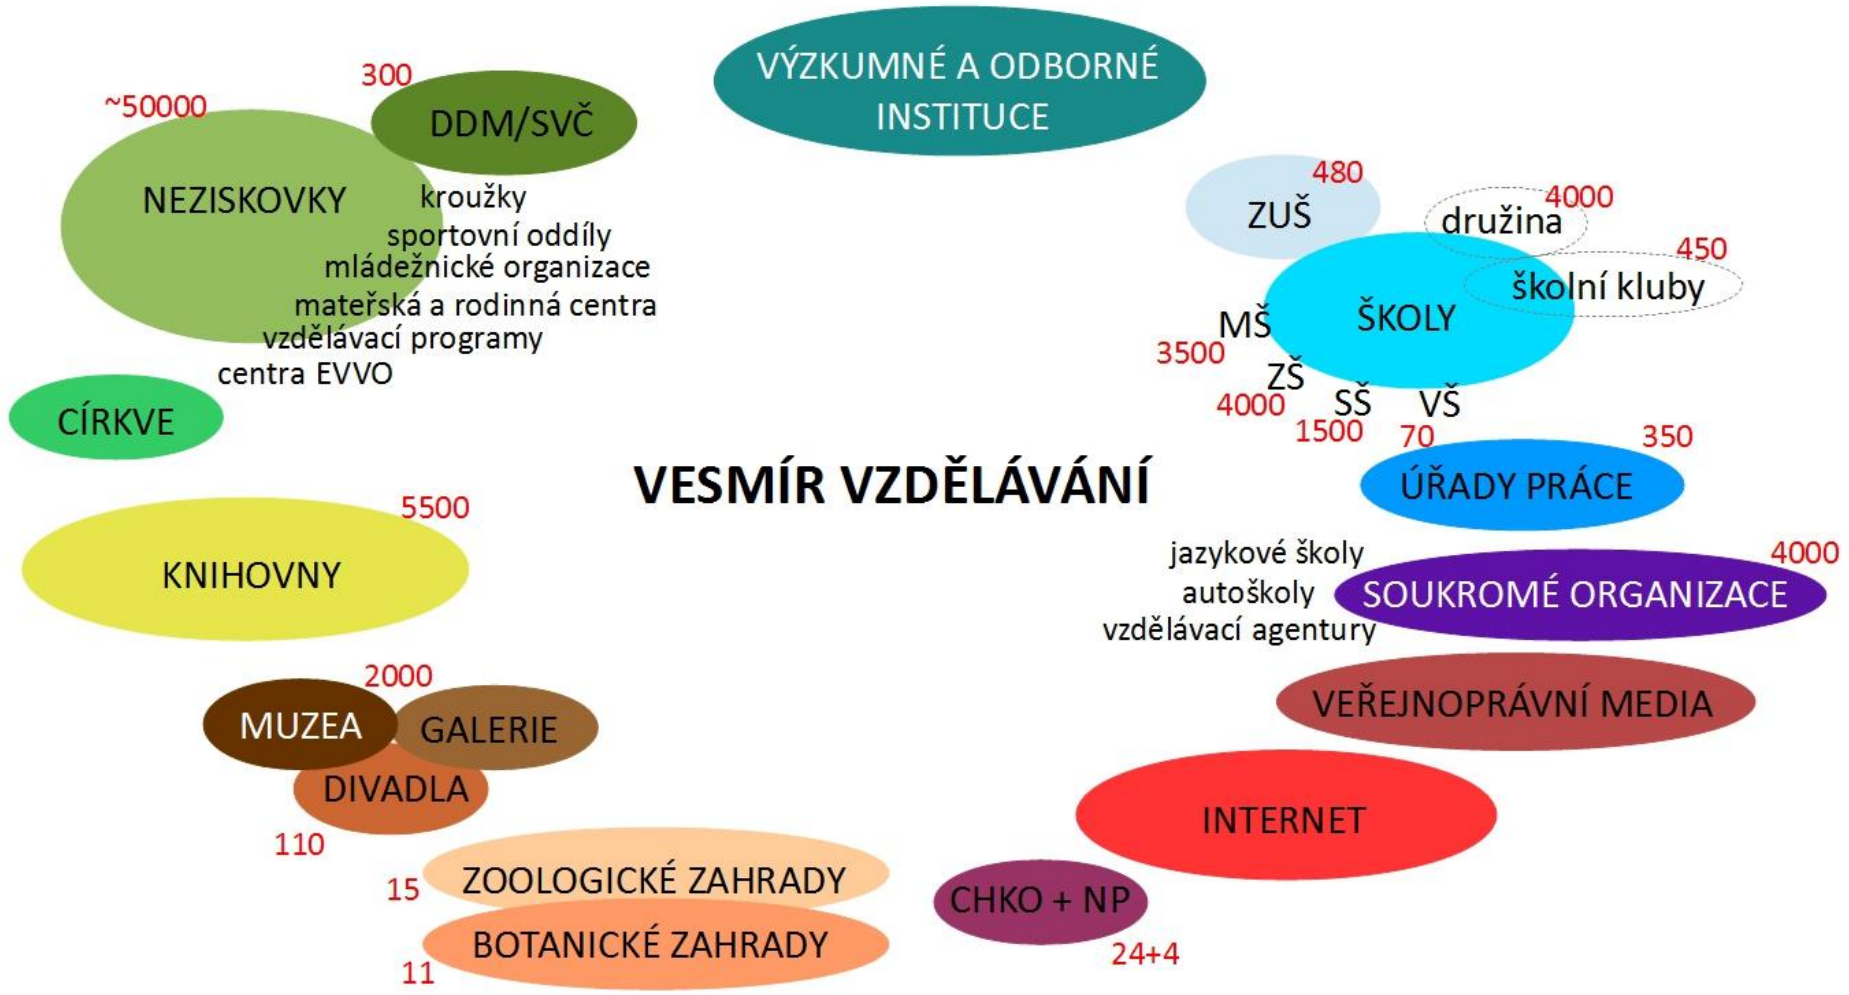 VÝZKUMNÉ A ODBORNÉ
INSTITUCE
300
~50000
DDM/SVČ
NEZISKOVKY
kroužky
sportovní oddíly
mládežnické organizace
mateřská a rodinná centra
vzdělávací programy
centra EVVO
CÍRKVE
480
ZUŠ
4000
družina
450
školní kluby
ŠKOLY
MŠ
3500
ZŠ
4000
SŠ
1500
VŠ
70
350
ÚŘADY PRÁCE
VESMÍR VZDĚLÁVÁNÍ
5500
KNIHOVNY
jazykové školy
autoškoly
vzdělávací agentury
4000
SOUKROMÉ ORGANIZACE
2000
MUZEA
GALERIE
DIVADLA
110
VEŘEJNOPRÁVNÍ MEDIA
INTERNET
15
ZOOLOGICKÉ ZAHRADY
BOTANICKÉ ZAHRADY
11
CHKO + NP
24+4